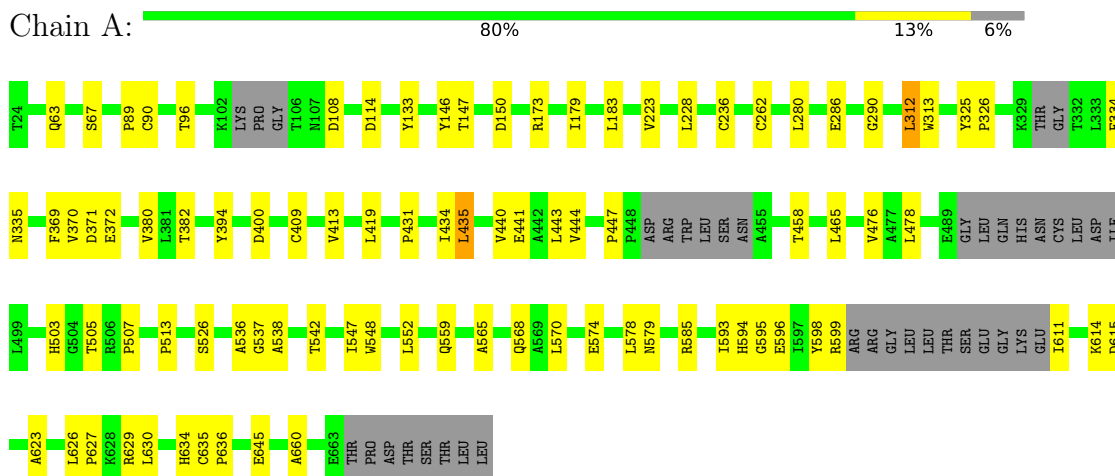 Chain A:
80% 13% 6%
T24 Q63 S67 P89 C90 T96 K102 LYS PRO GLY T106 N107 D108 D114 Y133 Y146 T147 D150 R173 I179 L183 V223 L228 C236 C262 L280 E286 G290 L312 W313 Y325 P326 K329 THR GLY T332 L333
N335 F369 V370 D371 E372 V380 L381 T382 Y394 D400 C409 V413 L419 P431 I434 L435 V440 E441 A442 L443 V444 P447 P448 ASP ARG TRP LEU SER ASN A455 T458 L465 V476 A477 L478 E489 GLY LEU GLN HIS ASN CYS LEU ASP
L499 H503 G504 T505 R506 P507 P513 S526 A536 G537 A538 T542 I547 W548 L552 Q559 A565 Q568 A569 L570 E574 L578 N579 R585 I593 H594 G595 E596 I597 Y598 R599 ARG ARG GLY LEU LEU THR SER GLU GLY LYS GLU I611 K614
A623 L626 P627 K628 R629 L630 H634 C635 P636 E645 A660 E663 THR PRO ASP THR SER THR LEU LEU